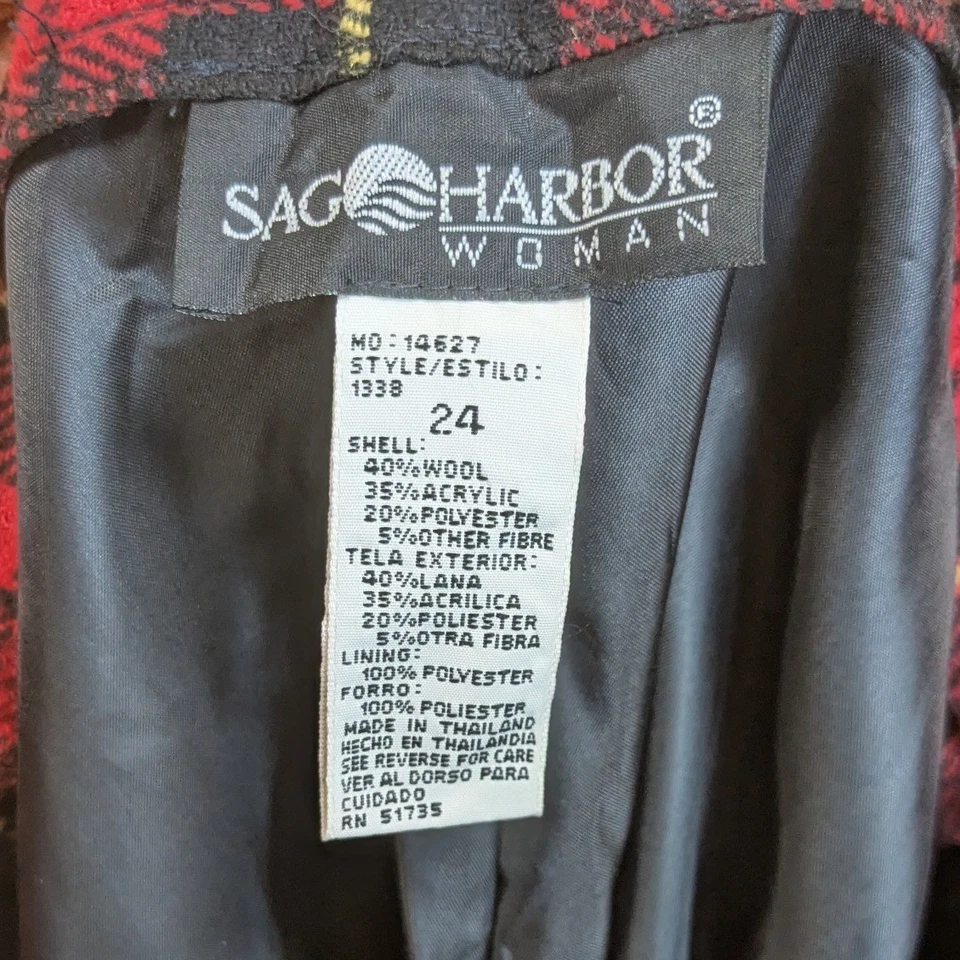 SAG HARBOR®
WOMAN
MO:14627
STYLE/ESTILO:
1338
24
SHELL:
40%WOOL
35%ACRYLIC
20%POLYESTER
5%OTHER FIBRE
TELA EXTERIOR:
40%LANA
35%ACRILICA
20%POLIESTER
5%OTRA FIBRA
LINING:
100% POLYESTER
FORRO:
100% POLIESTER
MADE IN THAILAND
HECHO EN THAILANDIA
SEE REVERSE FOR CARE
VER AL DORSO PARA
CUIDADO
RN 51735